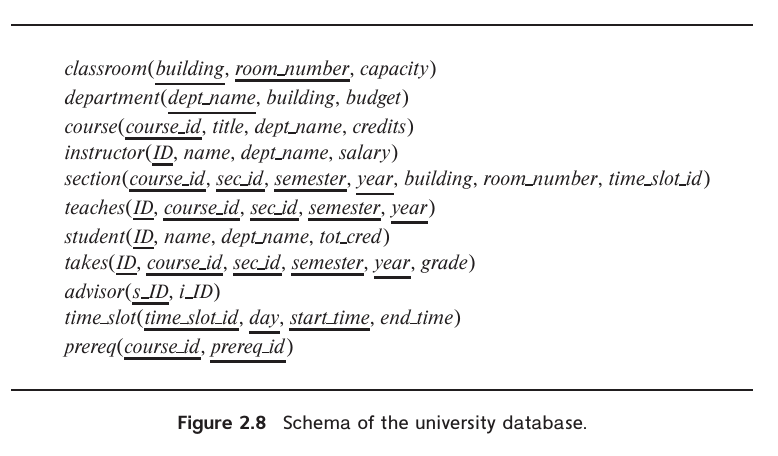 classroom(building, room_number, capacity)
department(dept_name, building, budget)
course(course_id, title, dept_name, credits)
instructor(ID, name, dept_name, salary)
section(course_id, sec_id, semester, year, building, room_number, time_slot_id)
teaches(ID, course_id, sec_id, semester, year)
student(ID, name, dept_name, tot_cred)
takes(ID, course_id, sec_id, semester, year, grade)
advisor(s_ID, i_ID)
time_slot(time_slot_id, day, start_time, end_time)
prereq(course_id, prereq_id)
Figure 2.8 Schema of the university database.